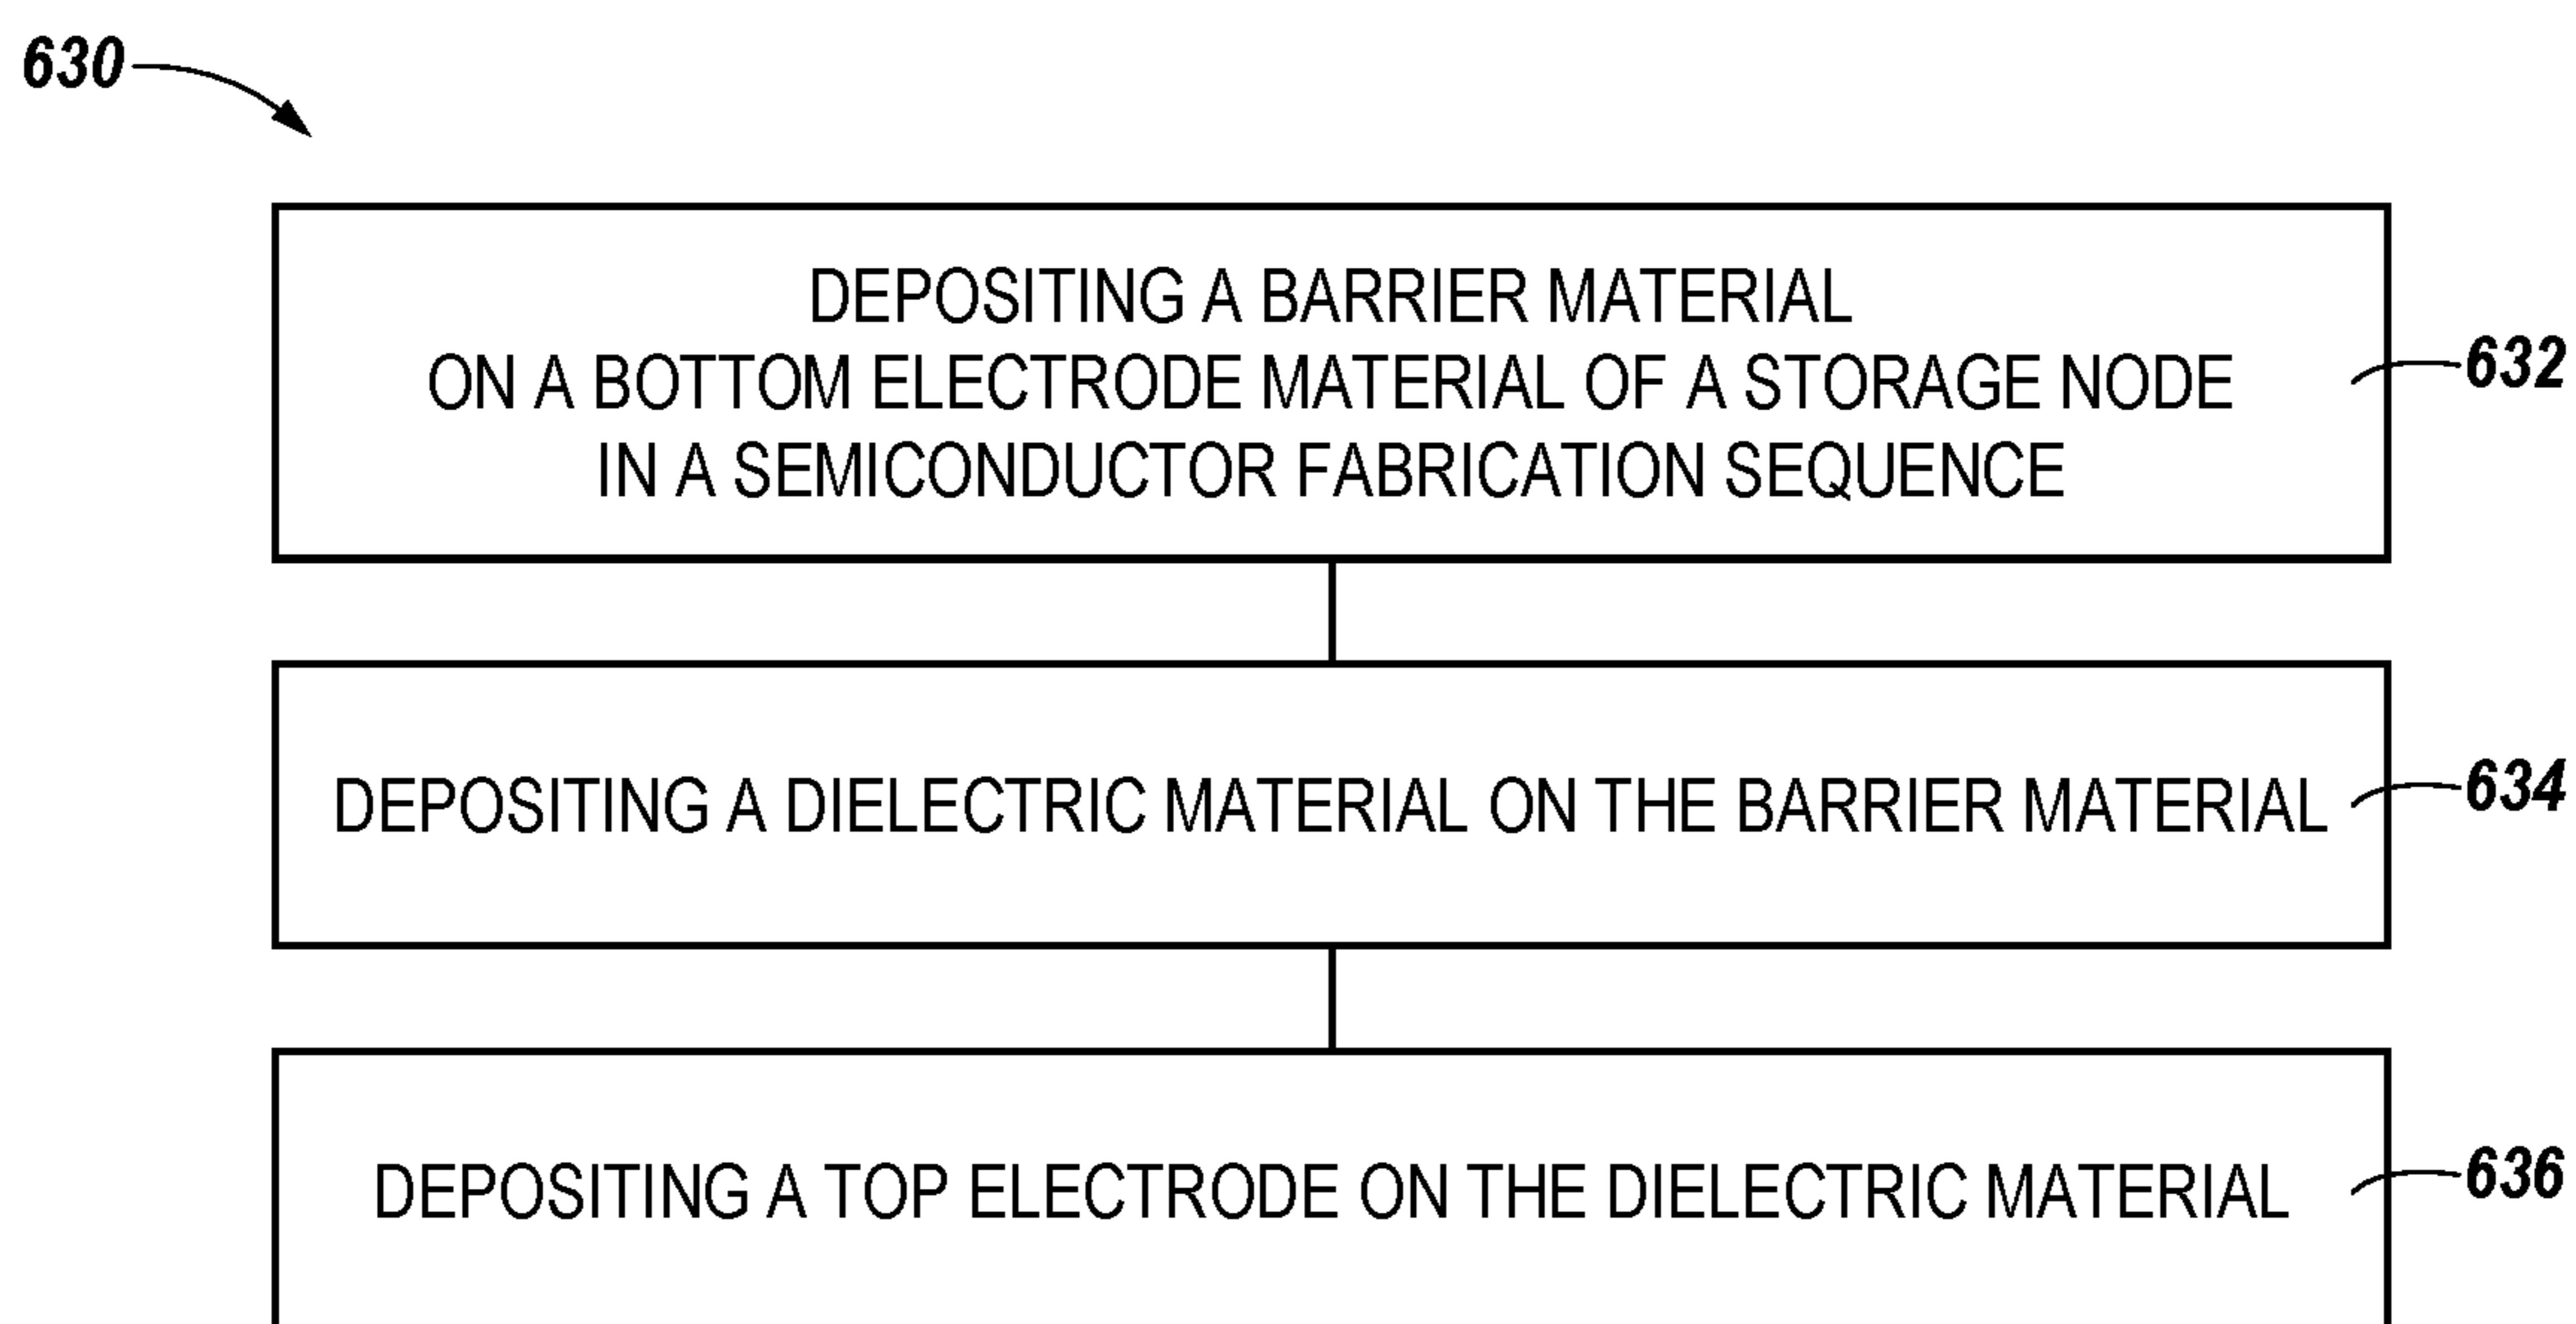 630
DEPOSITING A BARRIER MATERIAL
ON A BOTTOM ELECTRODE MATERIAL OF A STORAGE NODE
IN A SEMICONDUCTOR FABRICATION SEQUENCE
632
DEPOSITING A DIELECTRIC MATERIAL ON THE BARRIER MATERIAL
634
DEPOSITING A TOP ELECTRODE ON THE DIELECTRIC MATERIAL
636